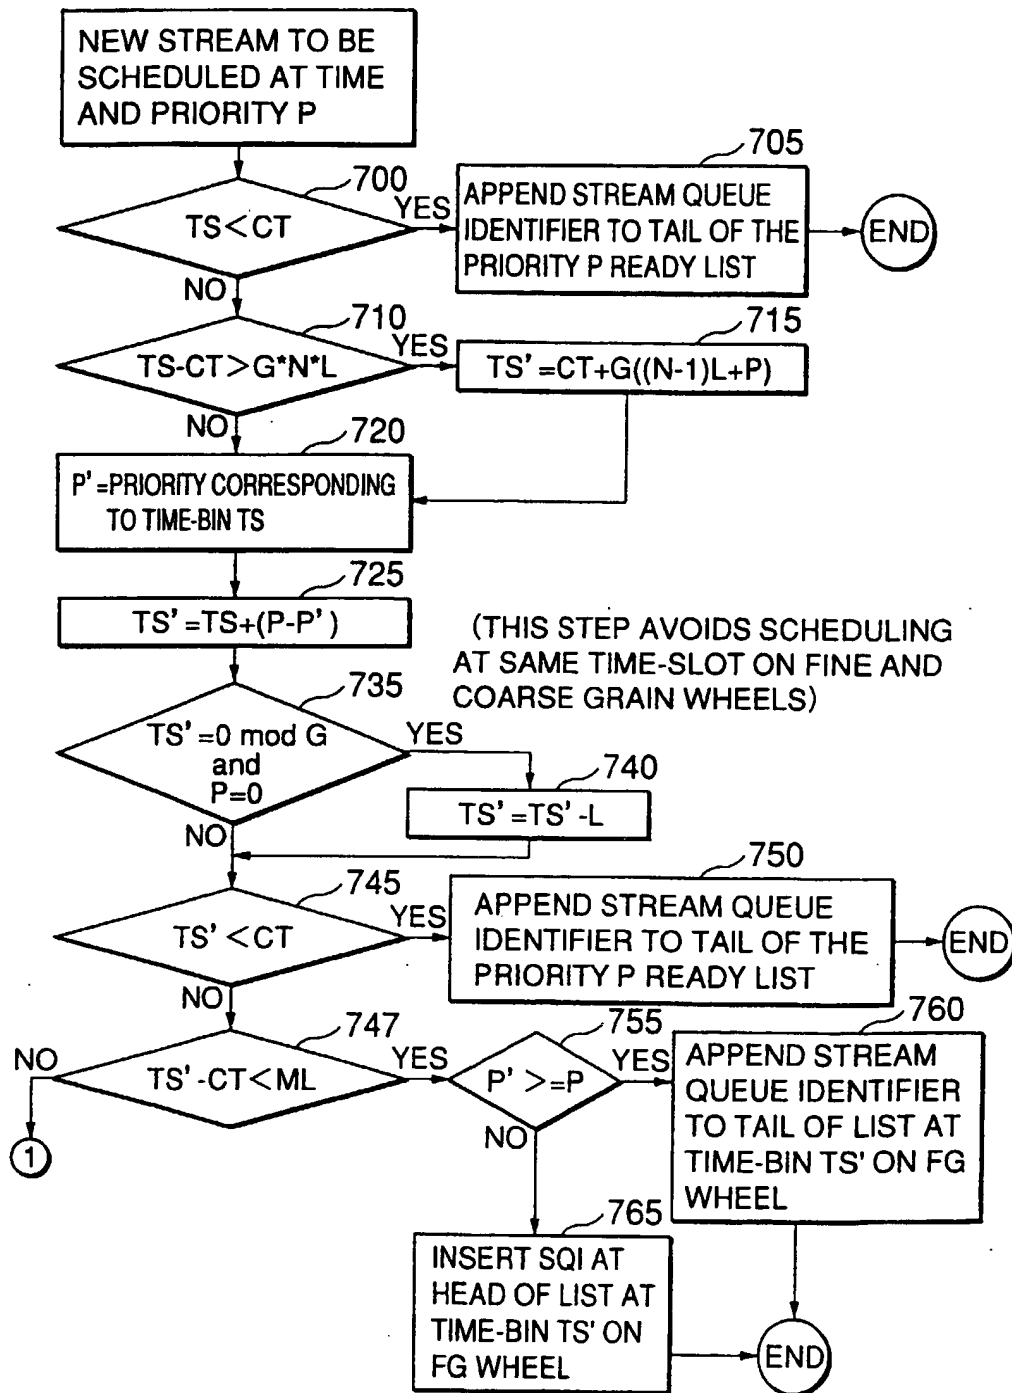 NEW STREAM TO BE
SCHEDULED AT TIME
AND PRIORITY P
700
TS<CT
YES
NO
705
APPEND STREAM QUEUE
IDENTIFIER TO TAIL OF THE
PRIORITY P READY LIST
END
710
TS-CT>G*N*L
YES
NO
715
TS'=CT+G((N-1)L+P)
720
P'=PRIORITY CORRESPONDING
TO TIME-BIN TS
725
TS'=TS+(P-P')
(THIS STEP AVOIDS SCHEDULING
AT SAME TIME-SLOT ON FINE AND
COARSE GRAIN WHEELS)
735
TS'=0 mod G
and
P=0
YES
NO
740
TS'=TS'-L
745
TS'<CT
YES
NO
750
APPEND STREAM QUEUE
IDENTIFIER TO TAIL OF THE
PRIORITY P READY LIST
END
747
TS'-CT<ML
NO
YES
1
755
P'>=P
YES
NO
760
APPEND STREAM
QUEUE IDENTIFIER
TO TAIL OF LIST AT
TIME-BIN TS' ON FG
WHEEL
765
INSERT SQI AT
HEAD OF LIST AT
TIME-BIN TS' ON
FG WHEEL
END